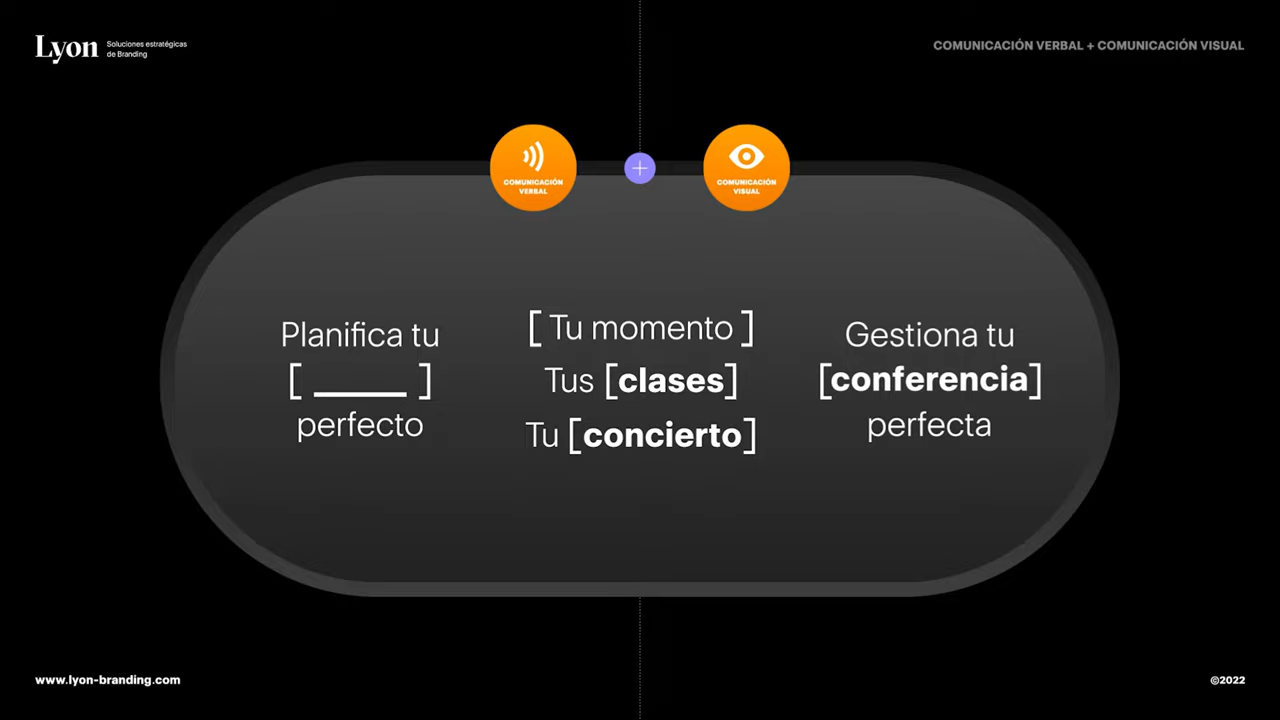 Lyon
Soluciones estratégicas
de Branding
COMUNICACIÓN VERBAL + COMUNICACIÓN VISUAL
COMUNICACIÓN
VERBAL
+
COMUNICACIÓN
VISUAL
Planifica tu
[ _____ ]
perfecto
[ Tu momento ]
Tus [clases]
Tu [concierto]
Gestiona tu
[conferencia]
perfecta
www.lyon-branding.com
©2022